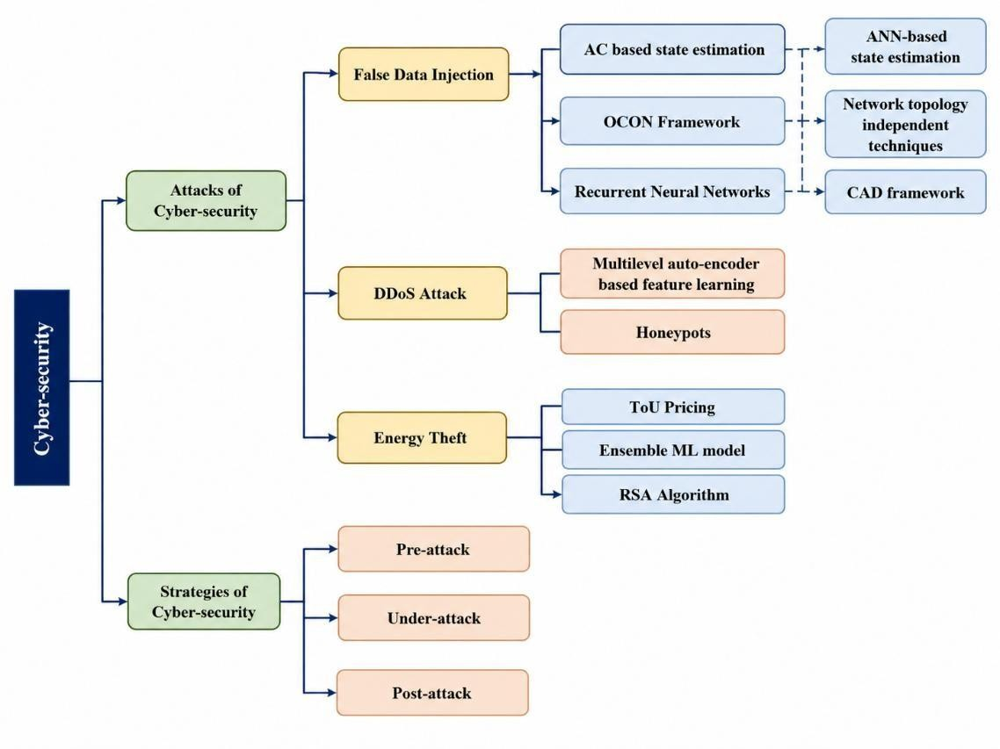 Cyber-security
Attacks of
Cyber-security
False Data Injection
AC based state estimation
ANN-based
state estimation
OCON Framework
Network topology
independent
techniques
Recurrent Neural Networks
CAD framework
DDoS Attack
Multilevel auto-encoder
based feature learning
Honeypots
Energy Theft
ToU Pricing
Ensemble ML model
RSA Algorithm
Strategies of
Cyber-security
Pre-attack
Under-attack
Post-attack